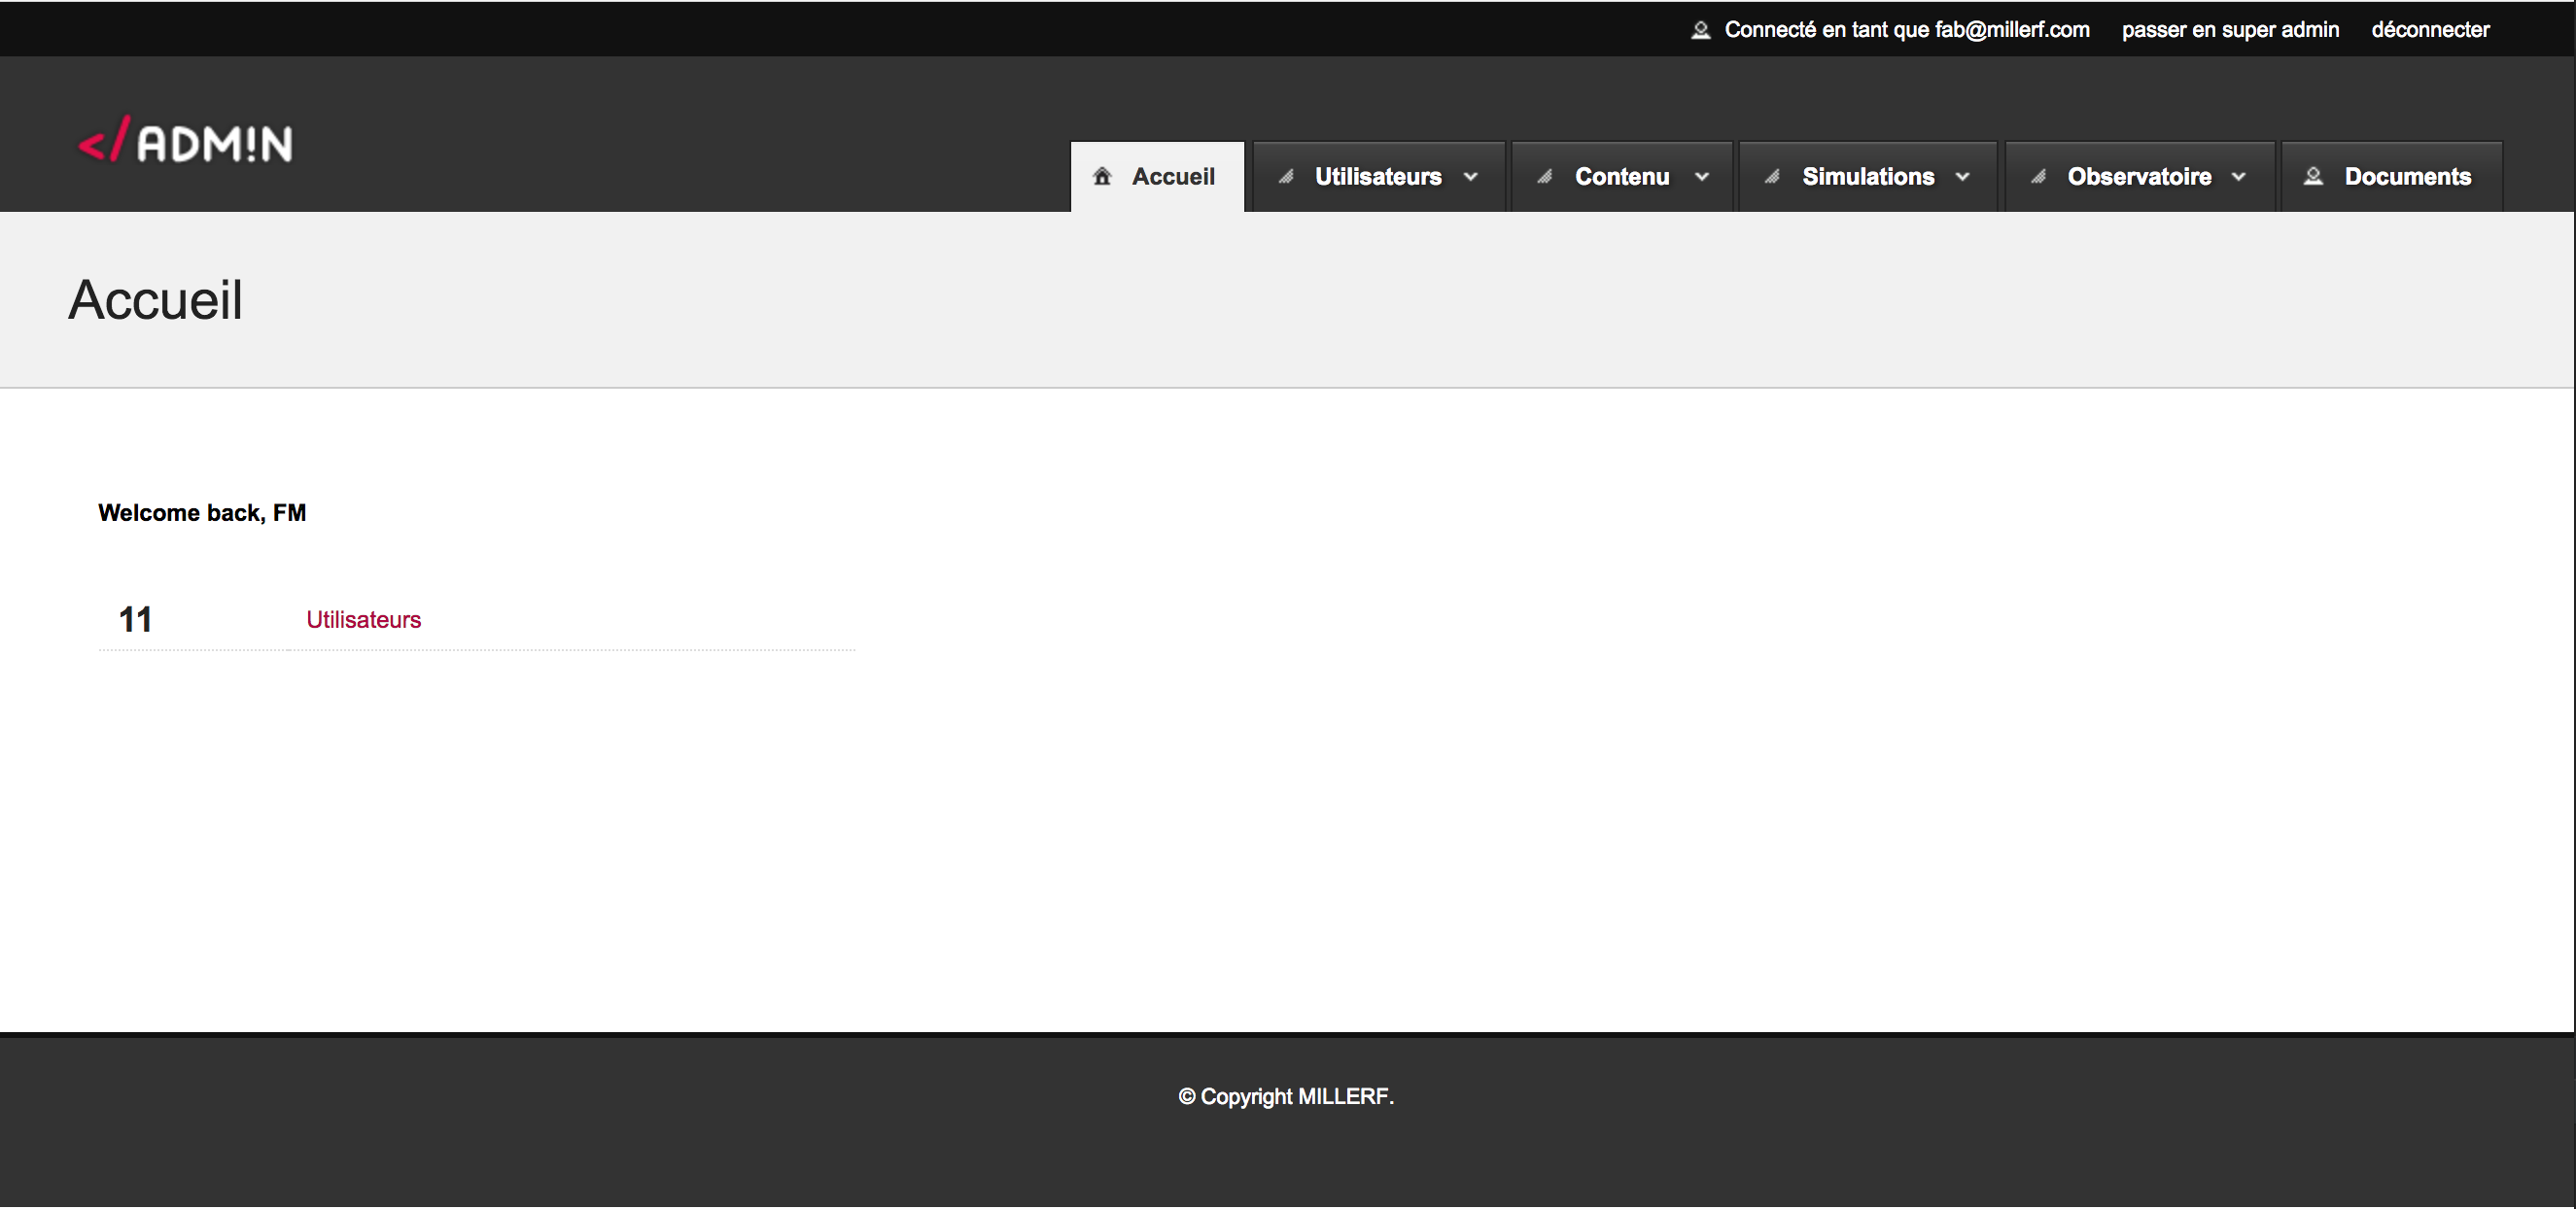 Connecté en tant que fab@millerf.com passer en super admin déconnecter
</ADM!N
Accueil Utilisateurs Contenu Simulations Observatoire Documents
Accueil
Welcome back, FM
11 Utilisateurs
© Copyright MILLERF.